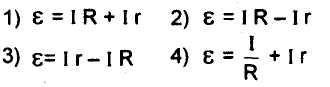 1) ε = I R + I r 2) ε = I R – I r
3) ε = I r – I R 4) ε = I/R + I r